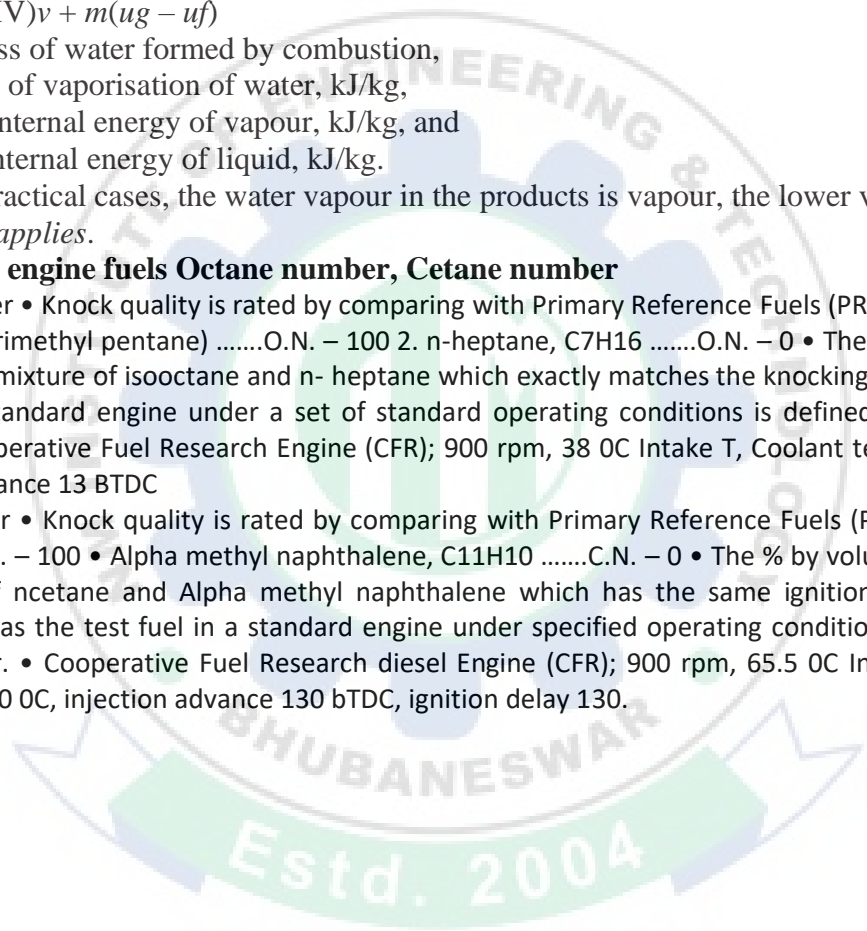 IV)v + m(ug – uf)
ss of water formed by combustion,
of vaporisation of water, kJ/kg,
nternal energy of vapour, kJ/kg, and
nternal energy of liquid, kJ/kg.
ractical cases, the water vapour in the products is vapour, the lower v
applies.
engine fuels Octane number, Cetane number
er • Knock quality is rated by comparing with Primary Reference Fuels (PR
rimethyl pentane) .......O.N. – 100 2. n-heptane, C7H16 .......O.N. – 0 • The
mixture of isooctane and n- heptane which exactly matches the knocking
andard engine under a set of standard operating conditions is defined
perative Fuel Research Engine (CFR); 900 rpm, 38 0C Intake T, Coolant te
ance 13 BTDC
r • Knock quality is rated by comparing with Primary Reference Fuels (P
. – 100 • Alpha methyl naphthalene, C11H10 .......C.N. – 0 • The % by volu
f ncetane and Alpha methyl naphthalene which has the same ignition
as the test fuel in a standard engine under specified operating conditio
r. • Cooperative Fuel Research diesel Engine (CFR); 900 rpm, 65.5 0C In
0 0C, injection advance 130 bTDC, ignition delay 130.
INSTITUTE OF ENGINEERING & TECHNOLOGY
BHUBANESWAR
Estd. 2004